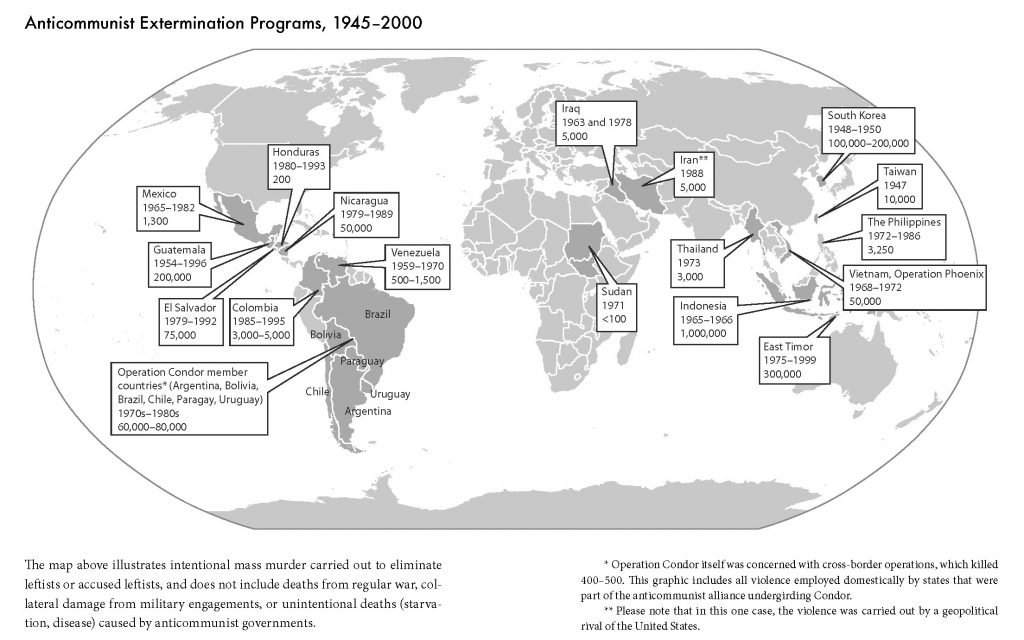 Anticommunist Extermination Programs, 1945–2000
Iraq
1963 and 1978
5,000
South Korea
1948–1950
100,000–200,000
Honduras
1980–1993
200
Iran**
1988
5,000
Taiwan
1947
10,000
Mexico
1965–1982
1,300
Nicaragua
1979–1989
50,000
The Philippines
1972–1986
3,250
Guatemala
1954–1996
200,000
Venezuela
1959–1970
500–1,500
Thailand
1973
3,000
Vietnam, Operation Phoenix
1968–1972
50,000
El Salvador
1979–1992
75,000
Colombia
1985–1995
3,000–5,000
Brazil
Sudan
1971
<100
Indonesia
1965–1966
1,000,000
Bolivia
East Timor
1975–1999
300,000
Paraguay
Operation Condor member
countries* (Argentina, Bolivia,
Brazil, Chile, Paragay, Uruguay)
1970s–1980s
60,000–80,000
Chile
Uruguay
Argentina
The map above illustrates intentional mass murder carried out to eliminate
leftists or accused leftists, and does not include deaths from regular war, col-
lateral damage from military engagements, or unintentional deaths (starva-
tion, disease) caused by anticommunist governments.
* Operation Condor itself was concerned with cross-border operations, which killed
400–500. This graphic includes all violence employed domestically by states that were
part of the anticommunist alliance undergirding Condor.
** Please note that in this one case, the violence was carried out by a geopolitical
rival of the United States.